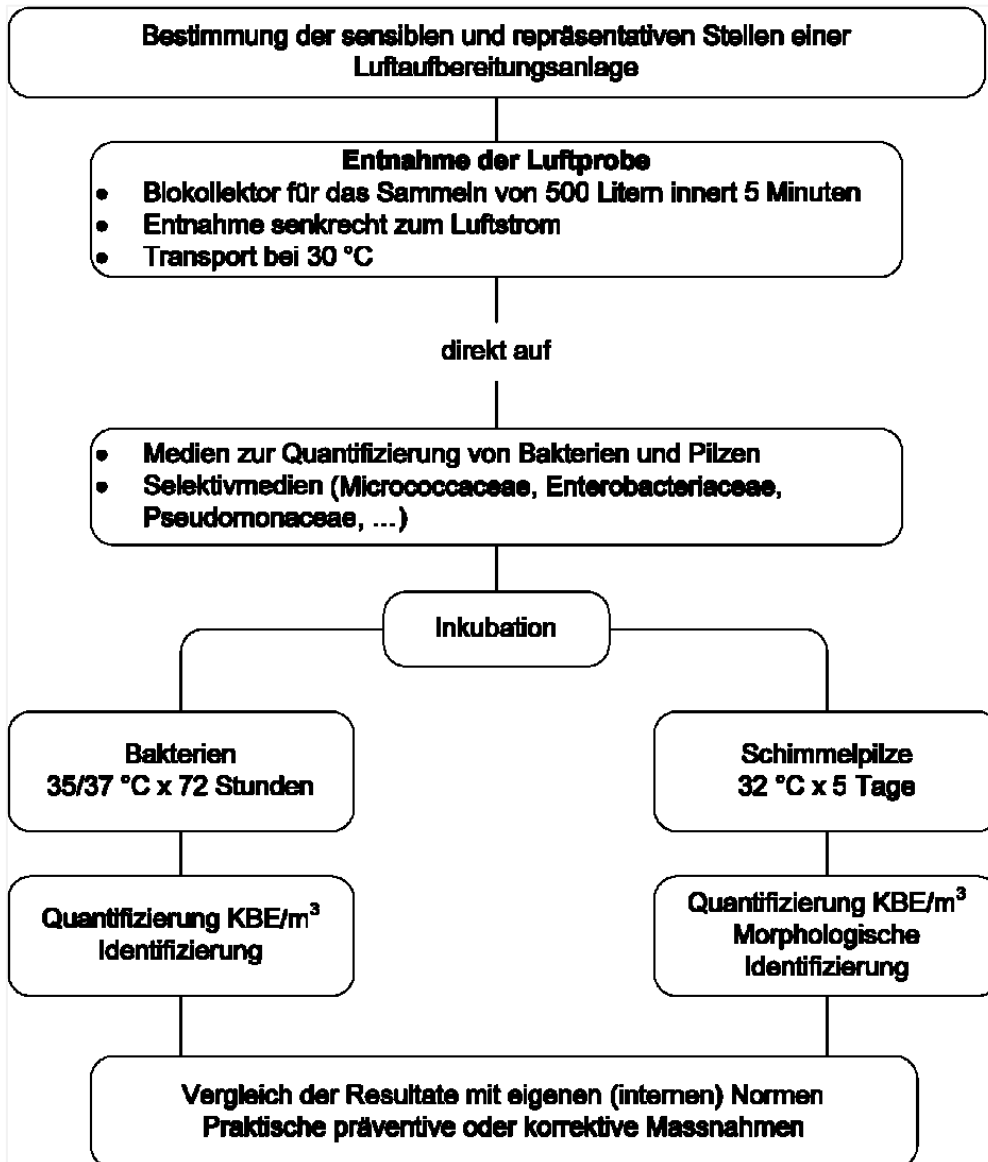 Bestimmung der sensiblen und repräsentativen Stellen einer
Luftaufbereitungsanlage
Entnahme der Luftprobe
• Biokollektor für das Sammeln von 500 Litern innert 5 Minuten
• Entnahme senkrecht zum Luftstrom
• Transport bei 30 °C
direkt auf
• Medien zur Quantifizierung von Bakterien und Pilzen
• Selektivmedien (Micrococcaceae, Enterobacteriaceae,
Pseudomonaceae, ...)
Inkubation
Bakterien
35/37 °C x 72 Stunden
Quantifizierung KBE/m³
Identifizierung
Schimmelpilze
32 °C x 5 Tage
Quantifizierung KBE/m³
Morphologische
Identifizierung
Vergleich der Resultate mit eigenen (internen) Normen
Praktische präventive oder korrektive Massnahmen